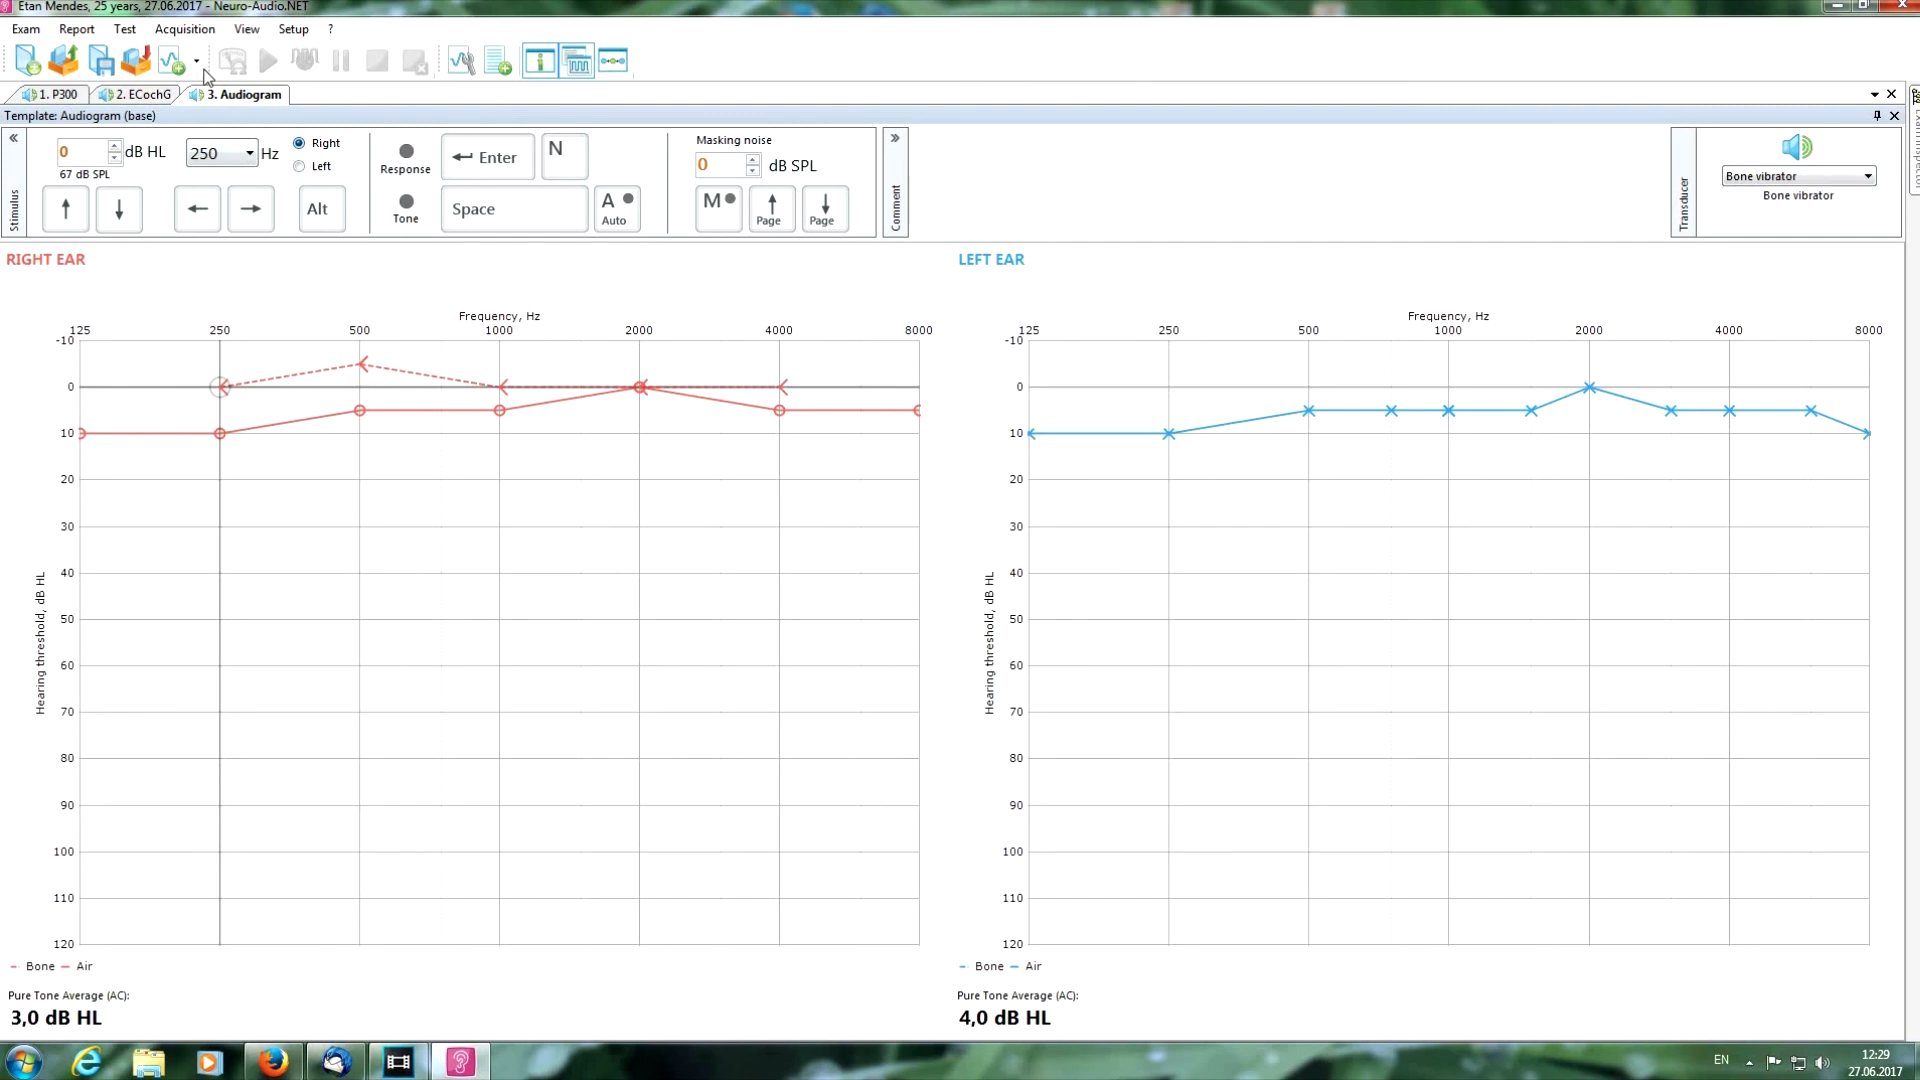 Etan Mendes, 25 years, 27.06.2017 - Neuro-Audio.NET
Exam Report Test Acquisition View Setup ?
1. P300 2. ECochG 3. Audiogram
Template: Audiogram (base)
Stimulus
0 dB HL 250 Hz Right
Left
67 dB SPL
Alt
Response Enter N
Tone Space A Auto
Masking noise
0 dB SPL
M Page Page
Comment
Transducer
Bone vibrator
Bone vibrator
RIGHT EAR
Frequency, Hz
125 250 500 1000 2000 4000 8000
-10
0
10
20
30
40
50
60
70
80
90
100
110
120
Hearing threshold, dB HL
Bone Air
Pure Tone Average (AC):
3,0 dB HL
LEFT EAR
Frequency, Hz
125 250 500 1000 2000 4000 8000
-10
0
10
20
30
40
50
60
70
80
90
100
110
120
Hearing threshold, dB HL
Bone Air
Pure Tone Average (AC):
4,0 dB HL
EN
12:29
27.06.2017